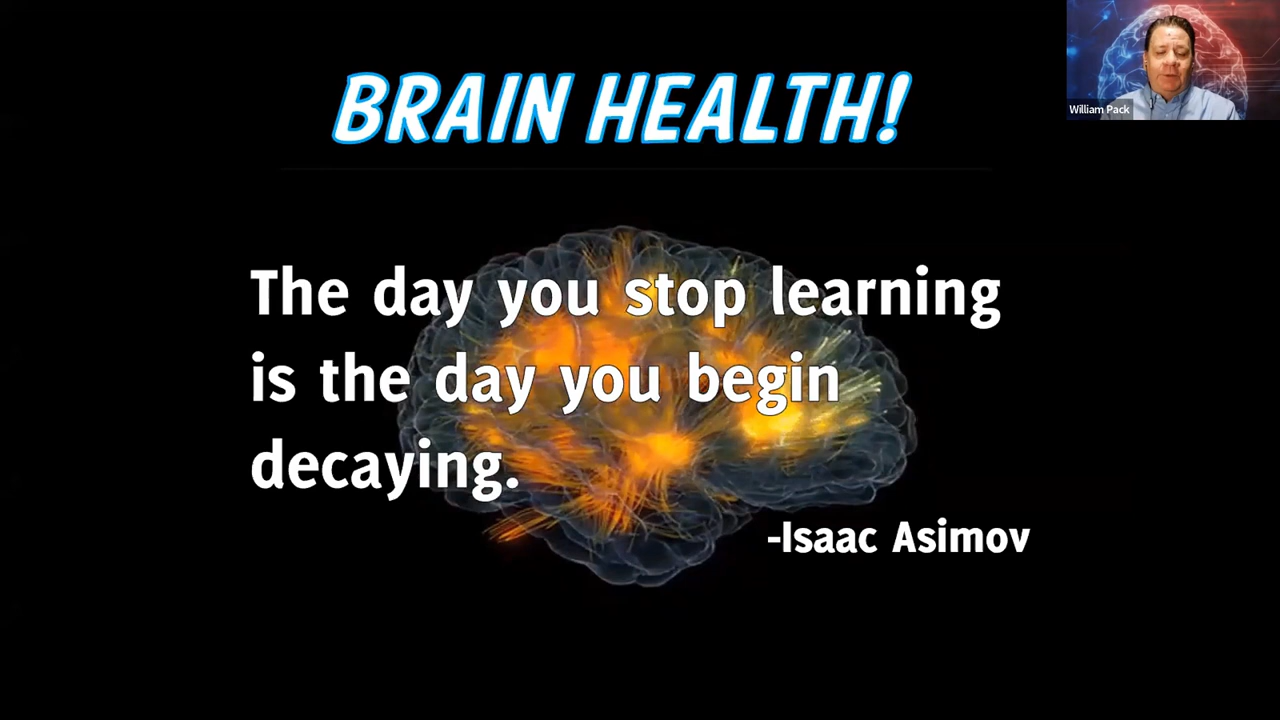 BRAIN HEALTH!
William Pack
The day you stop learning
is the day you begin
decaying.
-Isaac Asimov